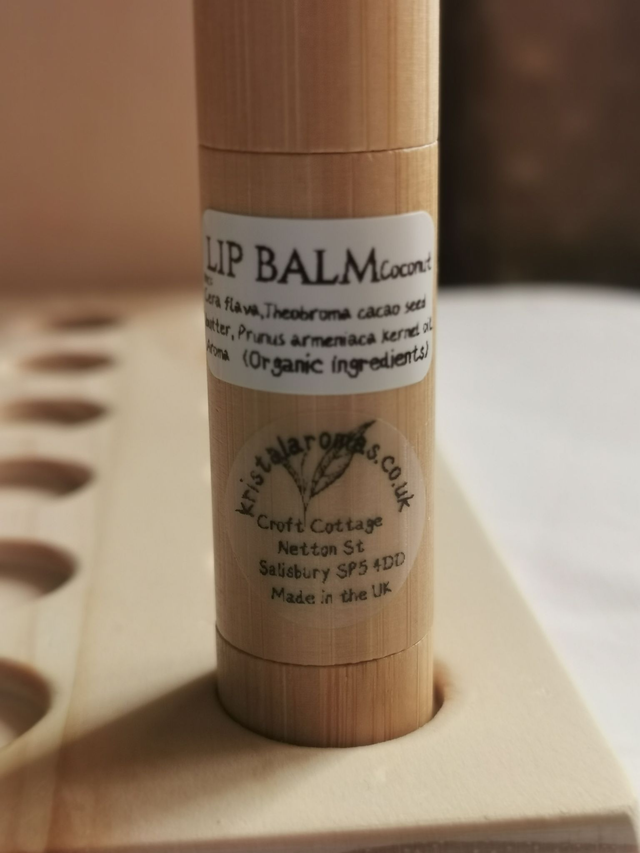 LIP BALM Coconut
Cera flava, Theobroma cacao seed
butter, Prunus armeniaca kernel oil,
Aroma (Organic ingredients)
kristalaromas.co.uk
Croft Cottage
Netton St
Salisbury SP5 4DD
Made in the UK